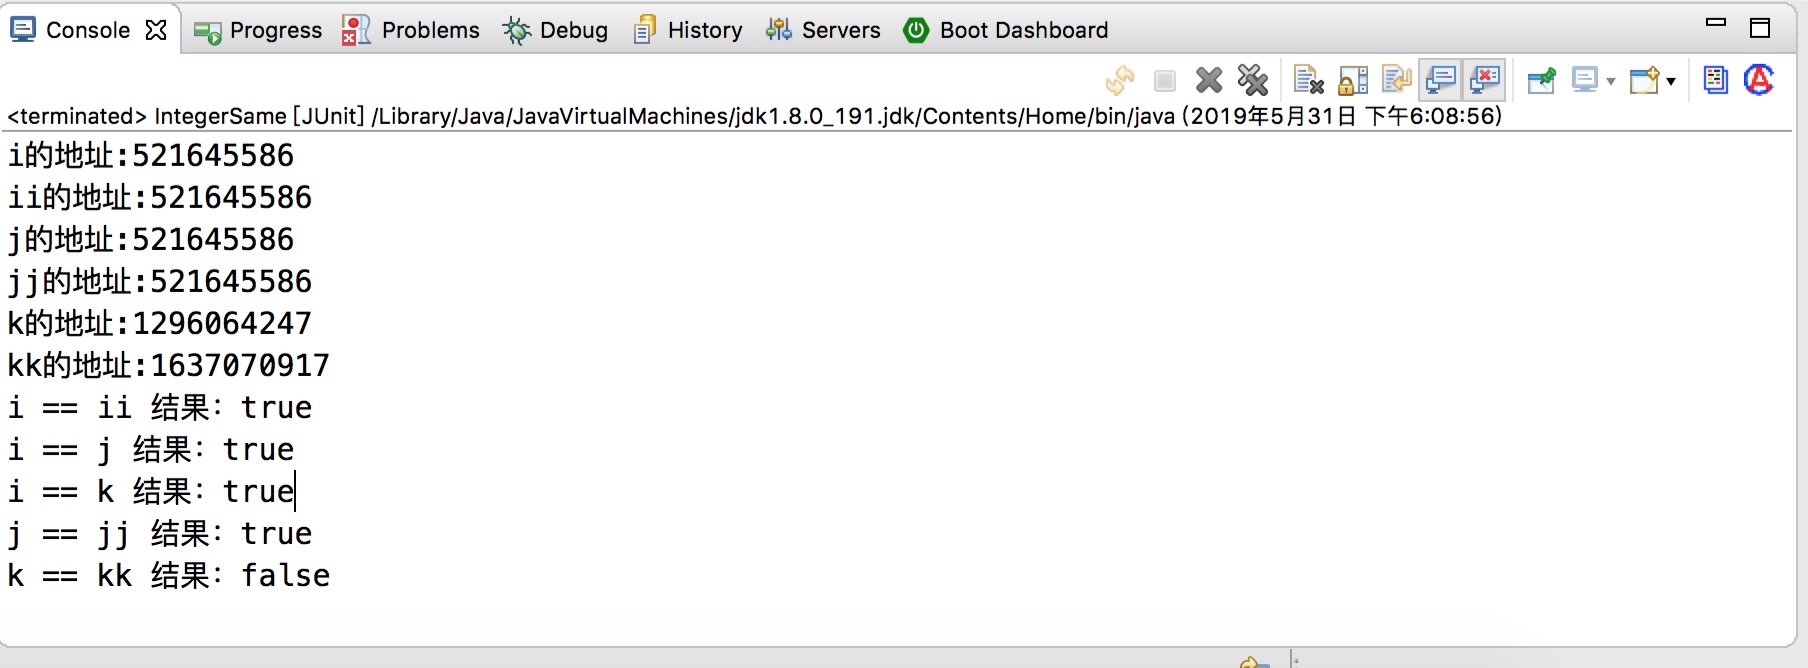 Console Progress Problems Debug History Servers Boot Dashboard
<terminated> IntegerSame [JUnit] /Library/Java/JavaVirtualMachines/jdk1.8.0_191.jdk/Contents/Home/bin/java (2019年5月31日 下午6:08:56)
i的地址:521645586
ii的地址:521645586
j的地址:521645586
jj的地址:521645586
k的地址:1296064247
kk的地址:1637070917
i == ii 结果：true
i == j 结果：true
i == k 结果：true
j == jj 结果：true
k == kk 结果：false